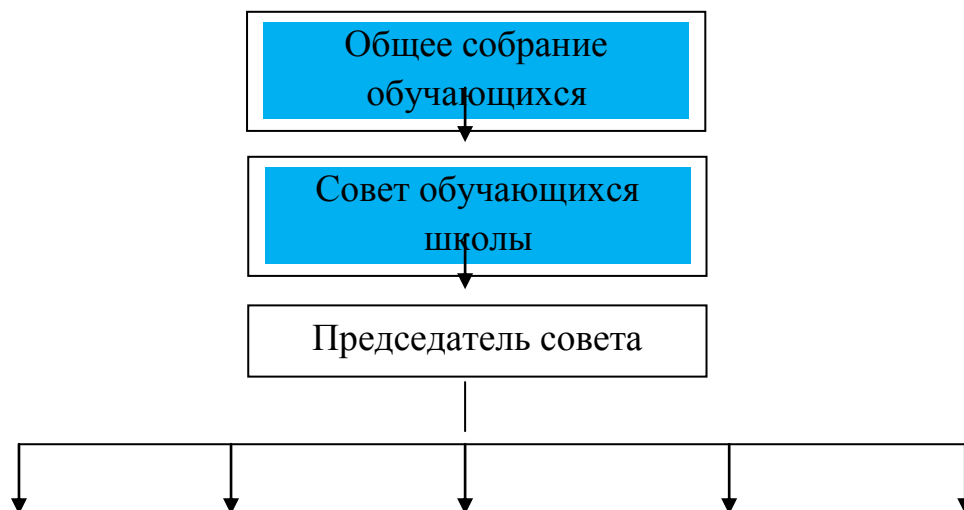 Общее собрание
обучающихся
Совет обучающихся
школы
Председатель совета